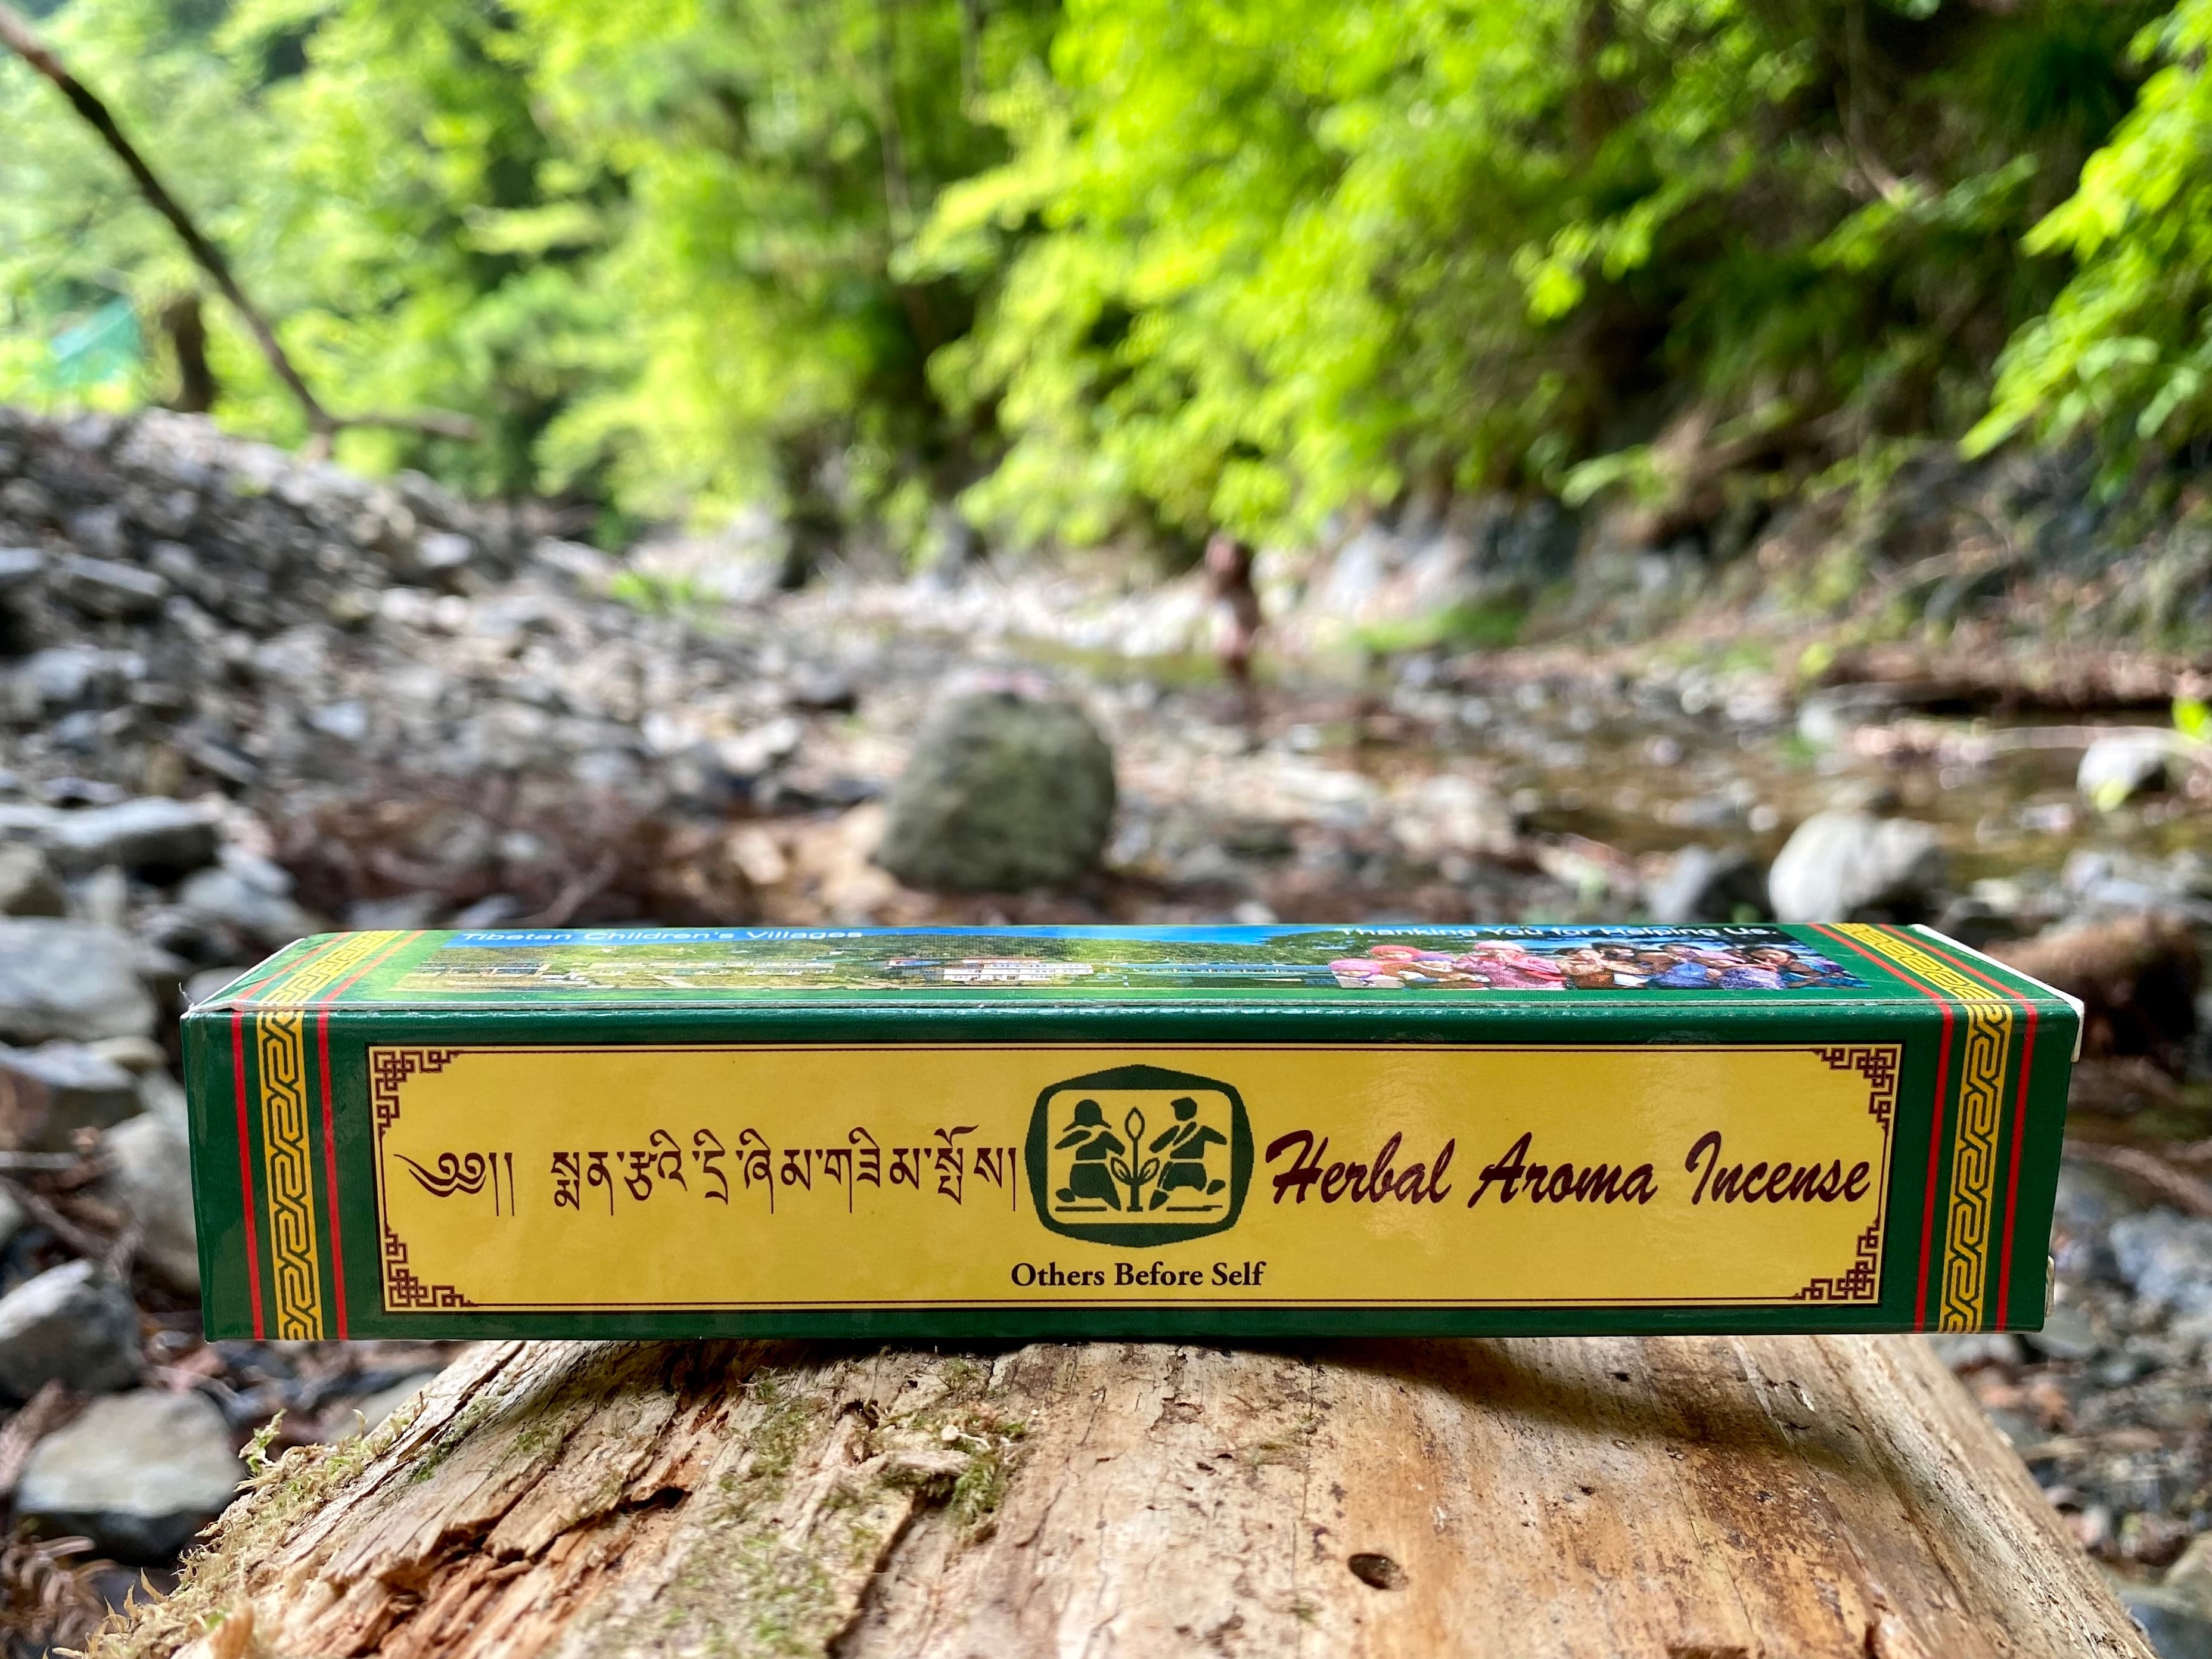 Tibetan Children's Villages
Thanking You for Helping Us
༄༅།། སྨན་རྩའི་དྲི་ཞིམ་གཟི་མ་སྤོས།
Herbal Aroma Incense
Others Before Self